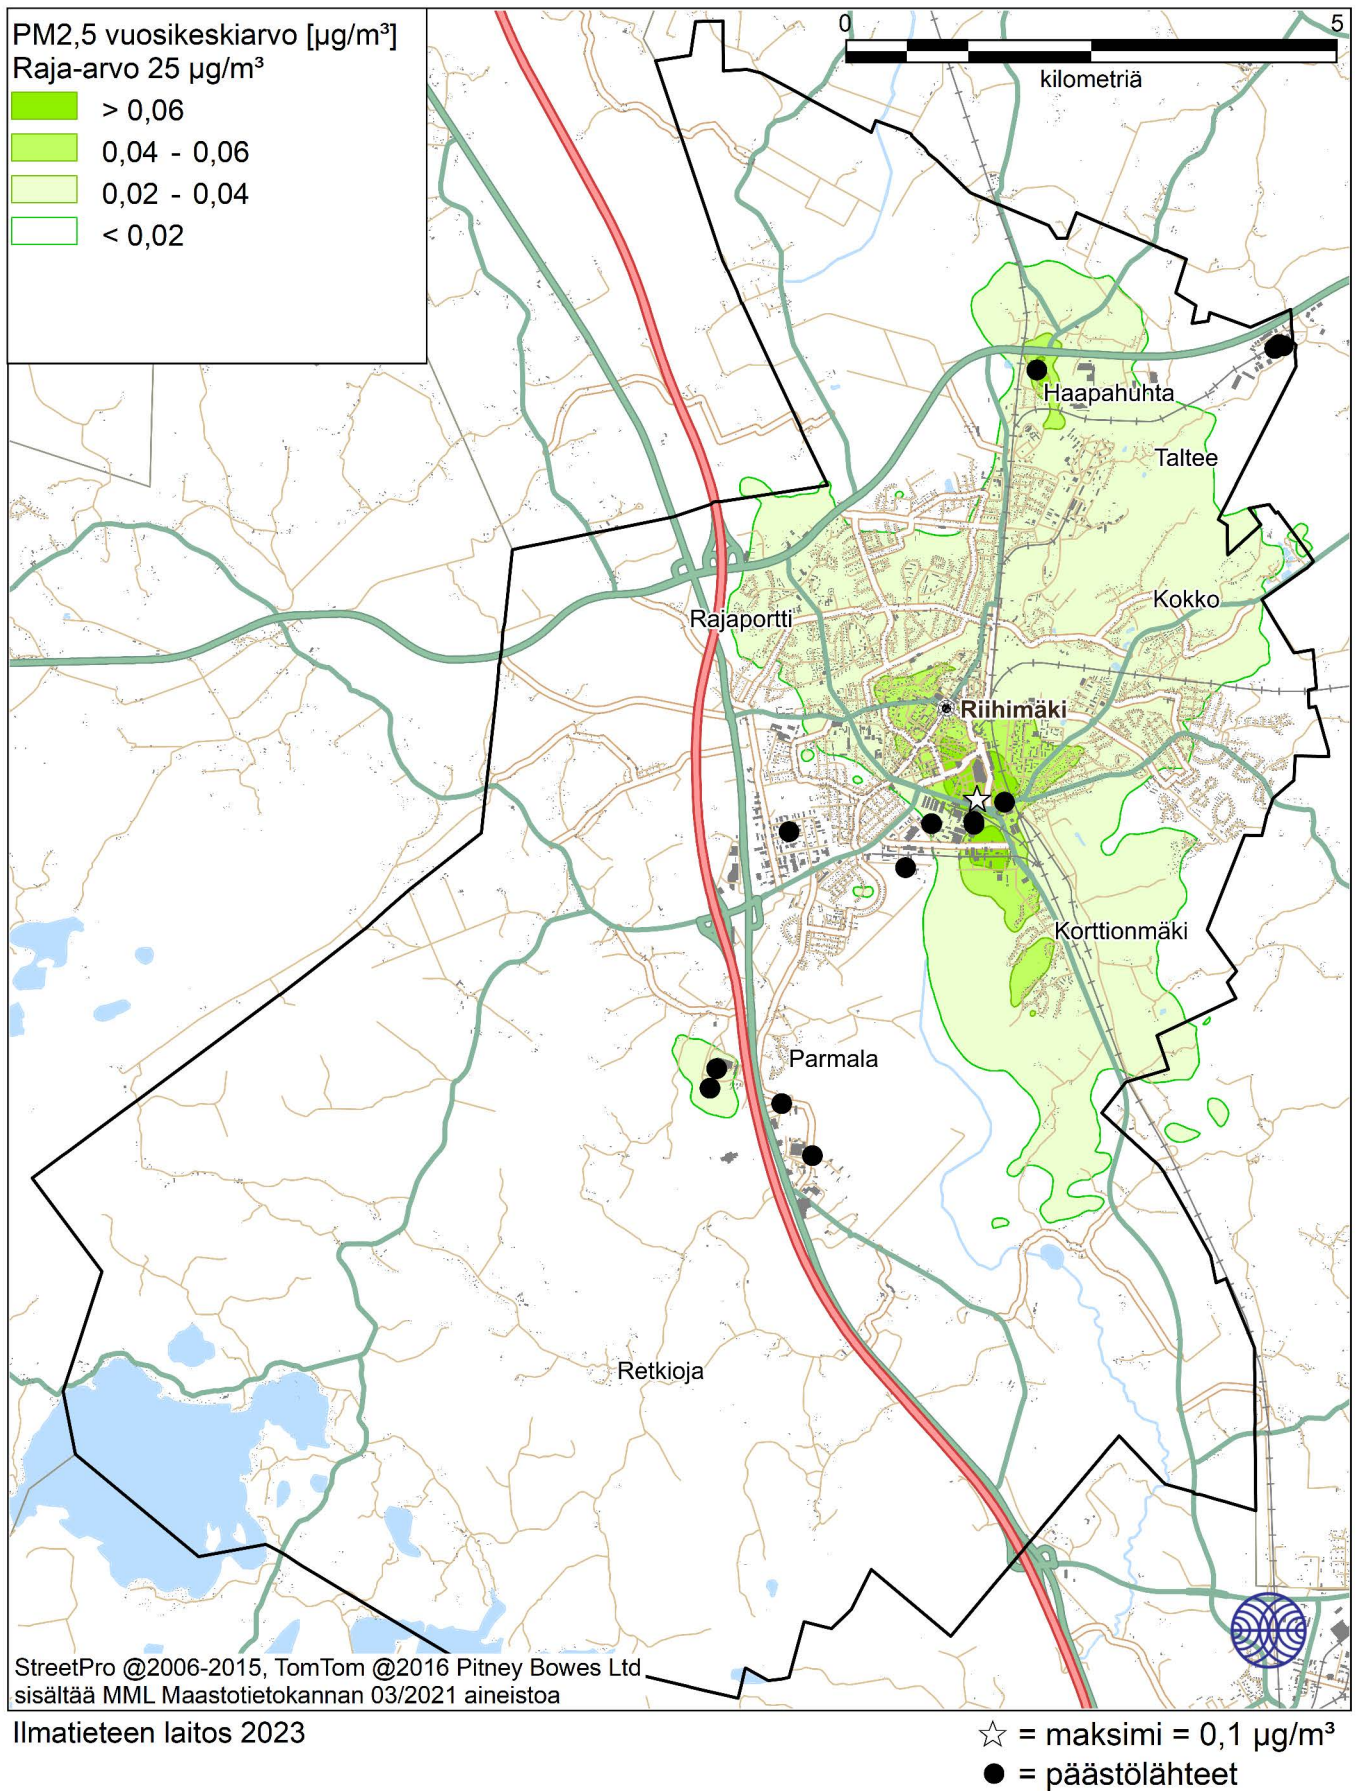 PM2,5 vuosikeskiarvo [µg/m³]
Raja-arvo 25 µg/m³
> 0,06
0,04 - 0,06
0,02 - 0,04
< 0,02
0 5
kilometriä
Haapahuhta
Taltee
Kokko
Rajaportti
Riihimäki
Korttionmäki
Parmala
Retkioja
StreetPro @2006-2015, TomTom @2016 Pitney Bowes Ltd
sisältää MML Maastotietokannan 03/2021 aineistoa
Ilmatieteen laitos 2023
= maksimi = 0,1 µg/m³
= päästölähteet